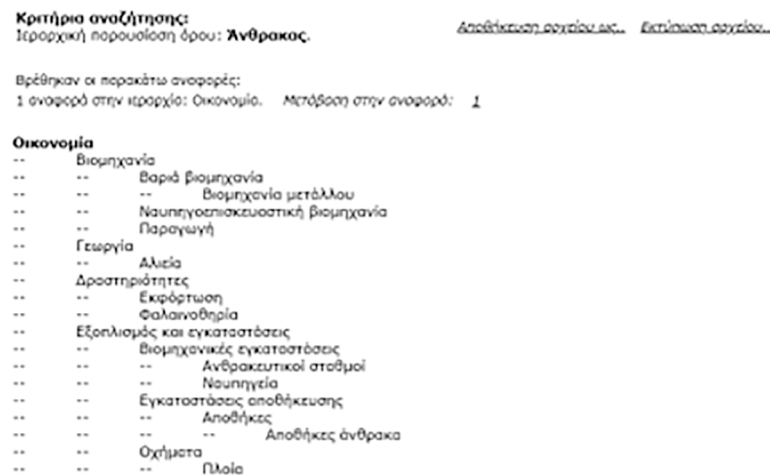 Κριτήρια αναζήτησης:
Ιεραρχική παρουσίαση όρου: Άνθρακας.
Αποθήκευση αρχείου ως.. Εκτύπωση αρχείου..
Βρέθηκαν οι παρακάτω αναφορές:
1 αναφορά στην ιεραρχία: Οικονομία. Μετάβαση στην αναφορά: 1
Οικονομία
-- Βιομηχανία
-- -- Βαριά βιομηχανία
-- -- -- Βιομηχανία μετάλλου
-- -- Ναυπηγοεπισκευαστική βιομηχανία
-- -- Παραγωγή
-- Γεωργία
-- -- Αλιεία
-- Δραστηριότητες
-- -- Εκφόρτωση
-- -- Φαλαινοθηρία
-- Εξοπλισμός και εγκαταστάσεις
-- -- Βιομηχανικές εγκαταστάσεις
-- -- -- Ανθρακευτικοί σταθμοί
-- -- -- Ναυπηγεία
-- -- Εγκαταστάσεις αποθήκευσης
-- -- -- Αποθήκες
-- -- -- -- Αποθήκες άνθρακα
-- -- Οχήματα
-- -- -- Πλοία